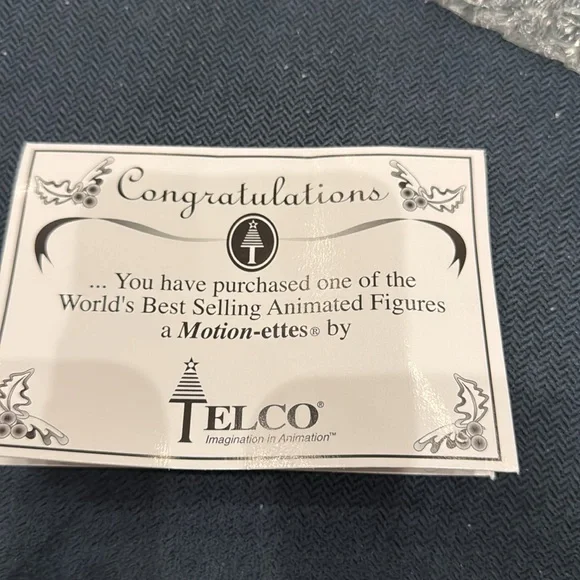 Congratulations
... You have purchased one of the
World's Best Selling Animated Figures
a Motion-ettes® by
TELCO®
Imagination in Animation™